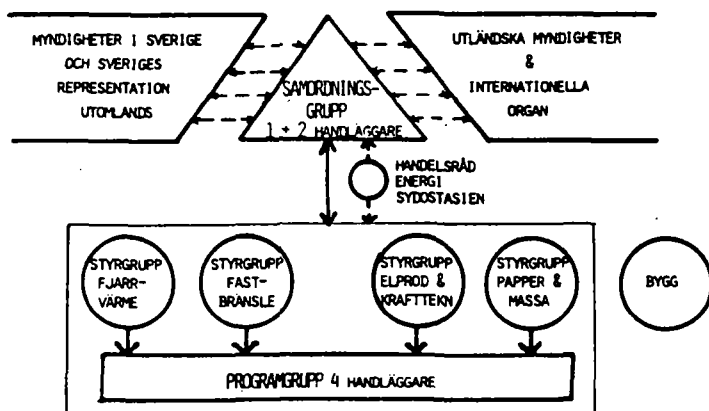 MYNDIGHETER I SVERIGE
OCH SVERIGES
REPRESENTATION
UTOMLANDS
SAMORDNINGS-
GRUPP
1 + 2 HANDLÄGGARE
UTLÄNDSKA MYNDIGHETER
&
INTERNATIONELLA
ORGAN
HANDELSRÅD
ENERGI
SYDOSTASIEN
STYRGRUPP
FJARR-
VÄRME
STYRGRUPP
FAST-
BRÄNSLE
STYRGRUPP
ELPROD &
KRAFTTEKN
STYRGRUPP
PAPPER &
MASSA
BYGG
PROGRAMGRUPP 4 HANDLÄGGARE